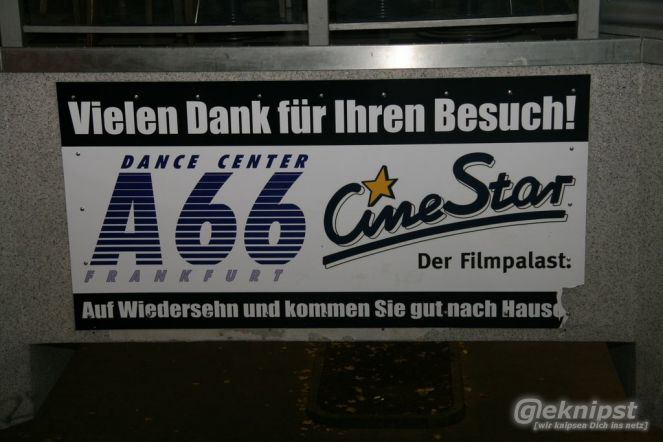 Vielen Dank für Ihren Besuch!
DANCE CENTER
A66
FRANKFURT
CineStar
Der Filmpalast.
Auf Wiedersehn und kommen Sie gut nach Hause
@eknipst
[wir knipsen Dich ins netz]